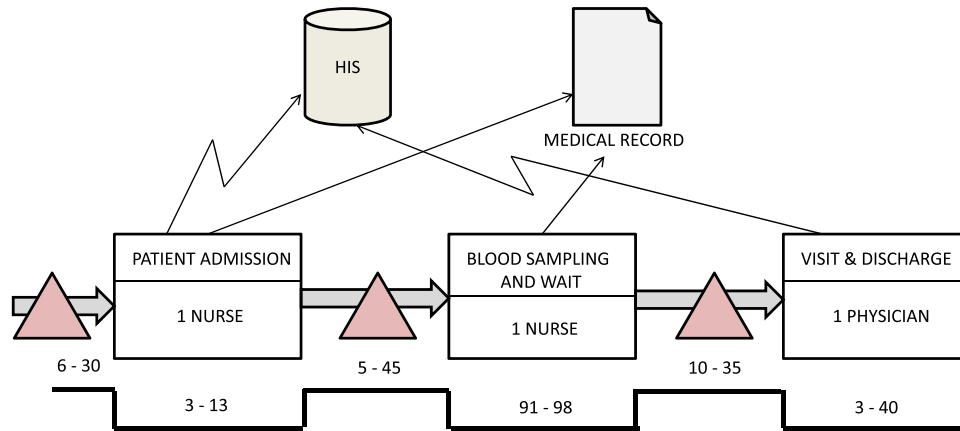 HIS
MEDICAL RECORD
PATIENT ADMISSION
1 NURSE
BLOOD SAMPLING
AND WAIT
1 NURSE
VISIT & DISCHARGE
1 PHYSICIAN
6 - 30
5 - 45
10 - 35
3 - 13
91 - 98
3 - 40